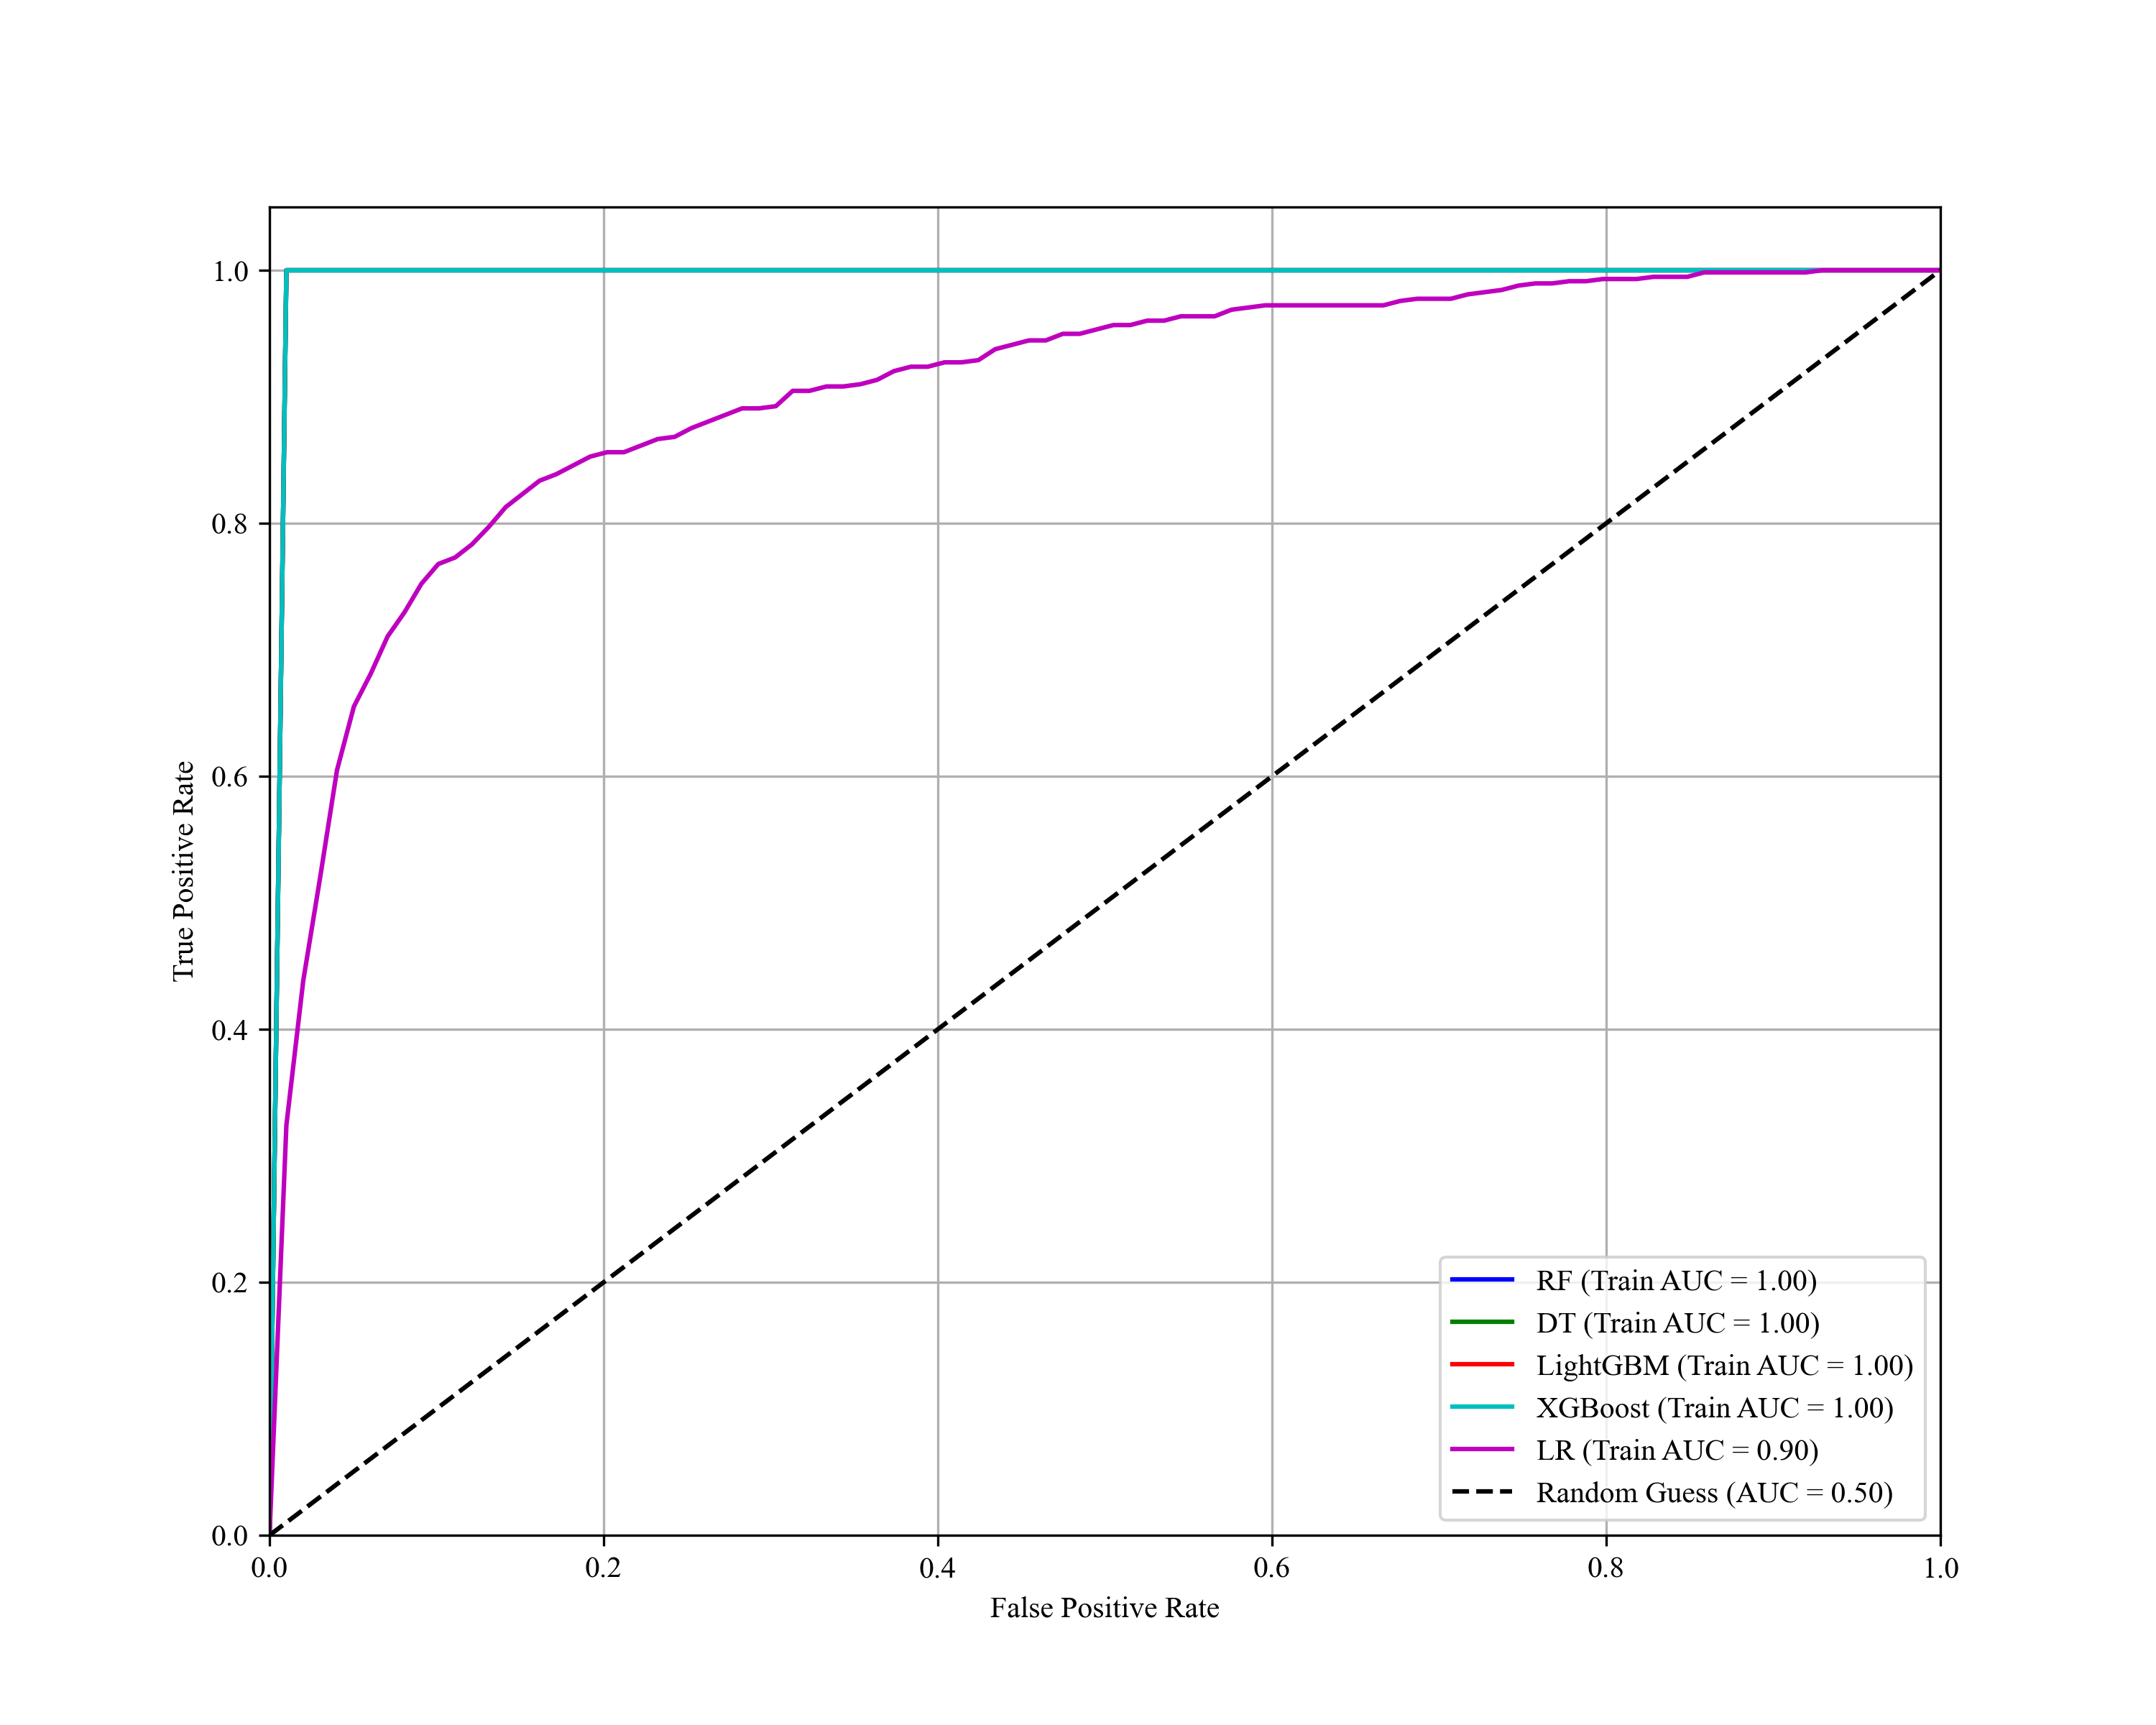 1.0
0.8
0.6
0.4
0.2
0.0
True Positive Rate
0.0 0.2 0.4 0.6 0.8 1.0
False Positive Rate
RF (Train AUC = 1.00)
DT (Train AUC = 1.00)
LightGBM (Train AUC = 1.00)
XGBoost (Train AUC = 1.00)
LR (Train AUC = 0.90)
Random Guess (AUC = 0.50)